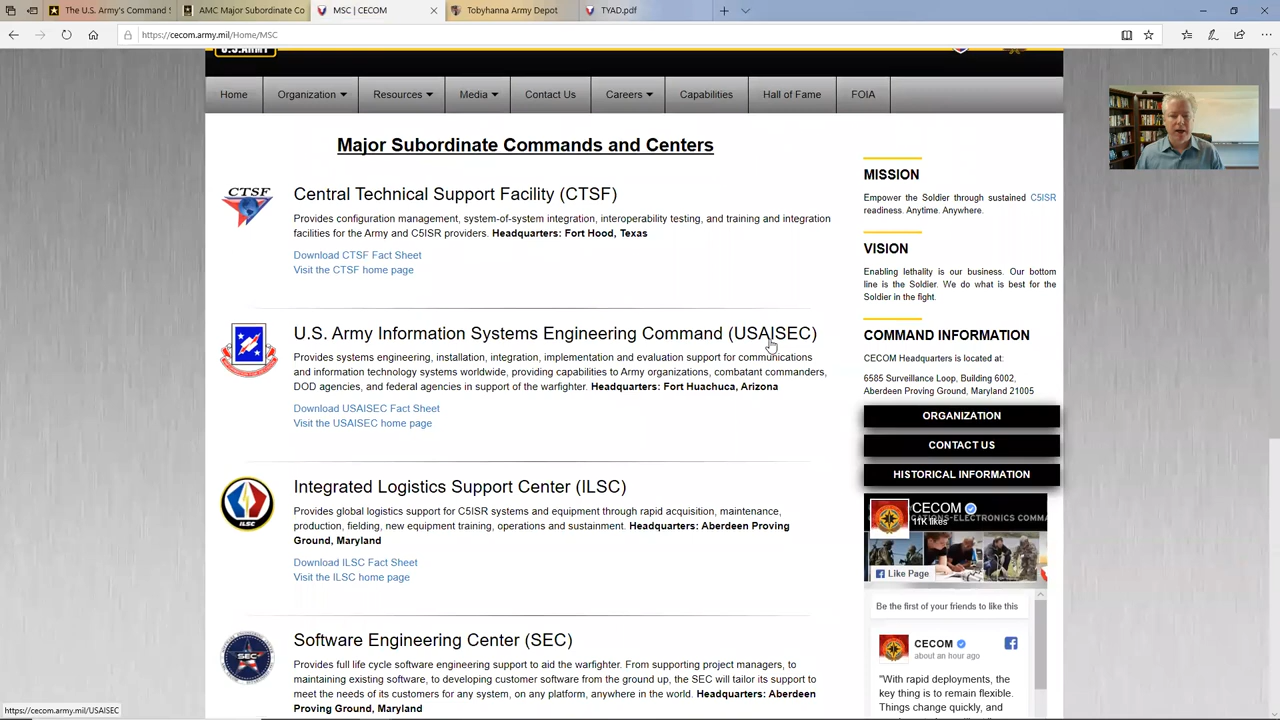 The U.S. Army's Command S
AMC Major Subordinate Co
MSC | CECOM
Tobyhanna Army Depot
TYAD.pdf
https://cecom.army.mil/Home/MSC
U.S.ARMY
Home
Organization
Resources
Media
Contact Us
Careers
Capabilities
Hall of Fame
FOIA
Major Subordinate Commands and Centers
CTSF
Central Technical Support Facility (CTSF)
Provides configuration management, system-of-system integration, interoperability testing, and training and integration
facilities for the Army and C5ISR providers. Headquarters: Fort Hood, Texas
Download CTSF Fact Sheet
Visit the CTSF home page
U.S. Army Information Systems Engineering Command (USAISEC)
Provides systems engineering, installation, integration, implementation and evaluation support for communications
and information technology systems worldwide, providing capabilities to Army organizations, combatant commanders,
DOD agencies, and federal agencies in support of the warfighter. Headquarters: Fort Huachuca, Arizona
Download USAISEC Fact Sheet
Visit the USAISEC home page
ILSC
Integrated Logistics Support Center (ILSC)
Provides global logistics support for C5ISR systems and equipment through rapid acquisition, maintenance,
production, fielding, new equipment training, operations and sustainment. Headquarters: Aberdeen Proving
Ground, Maryland
Download ILSC Fact Sheet
Visit the ILSC home page
SEC
Software Engineering Center (SEC)
Provides full life cycle software engineering support to aid the warfighter. From supporting project managers, to
maintaining existing software, to developing customer software from the ground up, the SEC will tailor its support to
meet the needs of its customers for any system, on any platform, anywhere in the world. Headquarters: Aberdeen
Proving Ground, Maryland
MISSION
Empower the Soldier through sustained C5ISR
readiness. Anytime. Anywhere.
VISION
Enabling lethality is our business. Our bottom
line is the Soldier. We do what is best for the
Soldier in the fight.
COMMAND INFORMATION
CECOM Headquarters is located at:
6585 Surveillance Loop, Building 6002,
Aberdeen Proving Ground, Maryland 21005
ORGANIZATION
CONTACT US
HISTORICAL INFORMATION
CECOM
11K likes
Like Page
Be the first of your friends to like this
CECOM
about an hour ago
"With rapid deployments, the
key thing is to remain flexible.
Things change quickly, and
https://cecom.army.mil/USAISEC